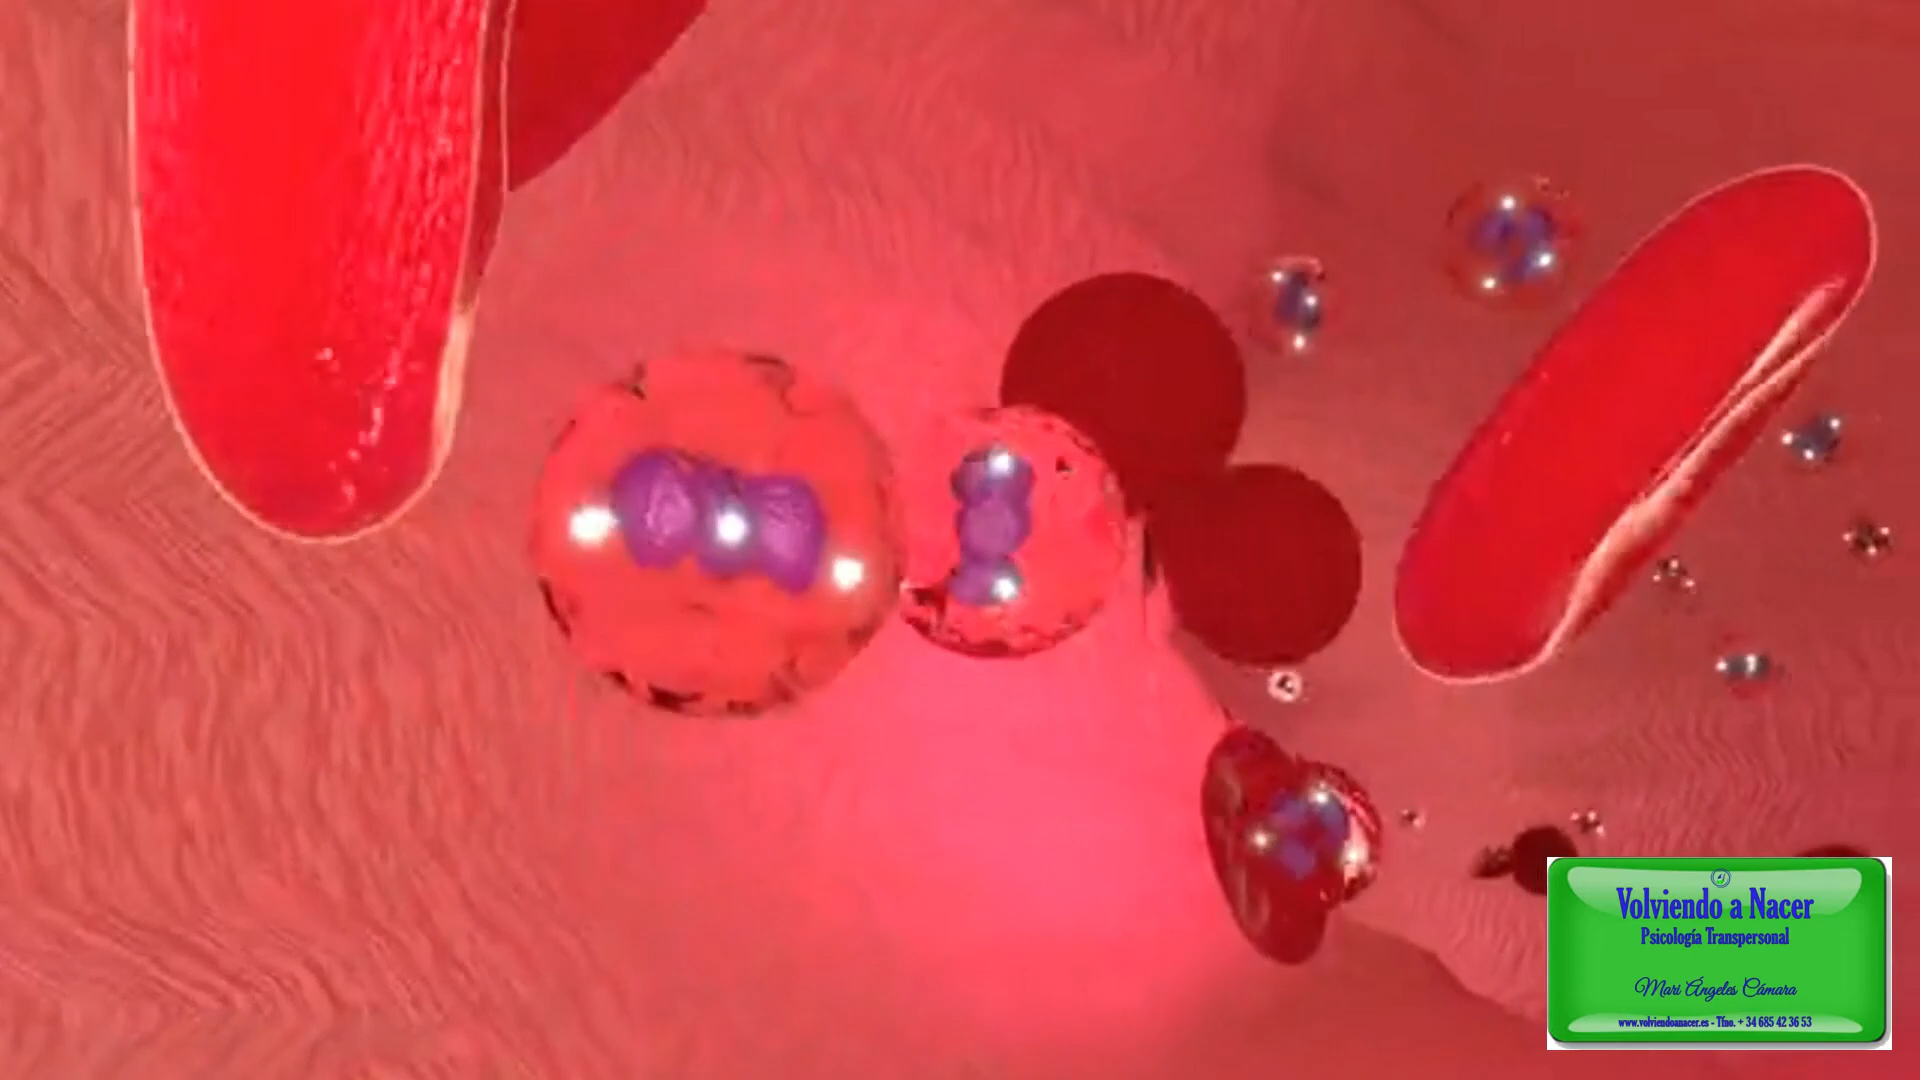 Volviendo a Nacer
Psicología Transpersonal
Mari Ángeles Cámara
www.volviendoanacer.es - Tfno. + 34 685 42 36 53